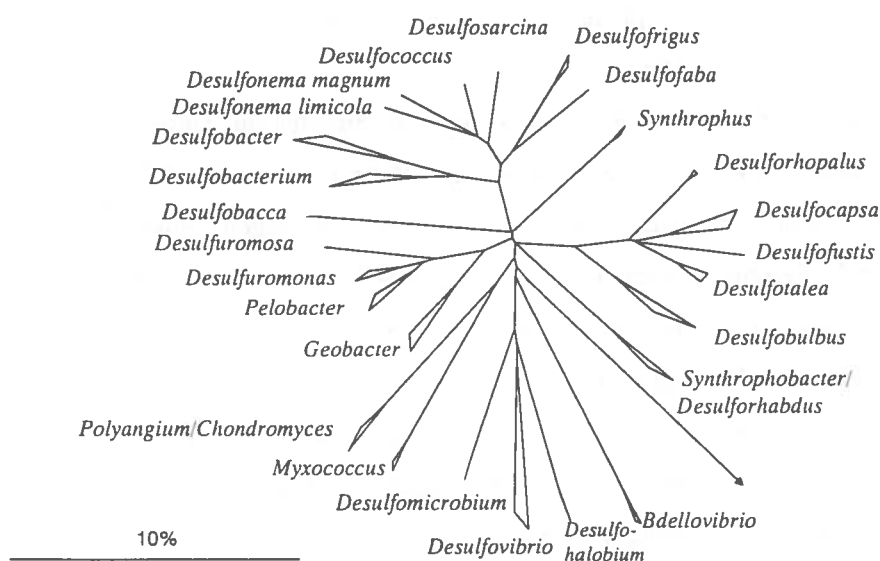 Desulfosarcina
Desulfofrigus
Desulfococcus
Desulfofaba
Desulfonema magnum
Desulfonema limicola
Synthrophus
Desulfobacter
Desulforhopalus
Desulfobacterium
Desulfocapsa
Desulfobacca
Desulfuromosa
Desulfofustis
Desulfuromonas
Desulfotalea
Pelobacter
Desulfobulbus
Geobacter
Synthrophobacter/
Desulforhabdus
Polyangium/Chondromyces
Myxococcus
Desulfomicrobium
Bdellovibrio
Desulfo-
halobium
Desulfovibrio
10%